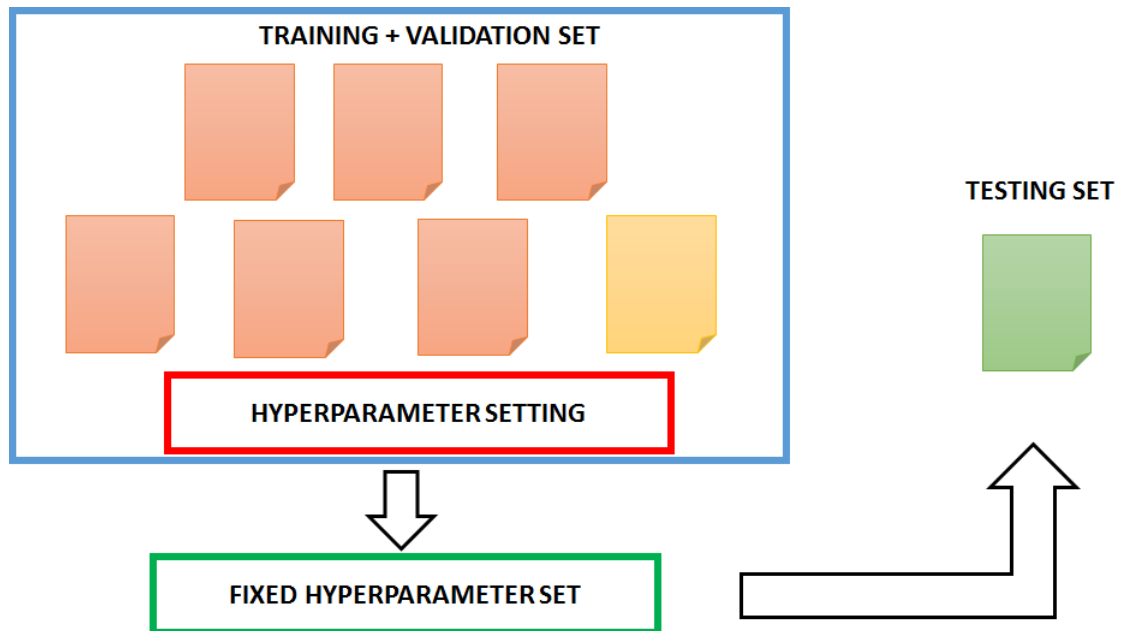 TRAINING + VALIDATION SET
TESTING SET
HYPERPARAMETER SETTING
FIXED HYPERPARAMETER SET